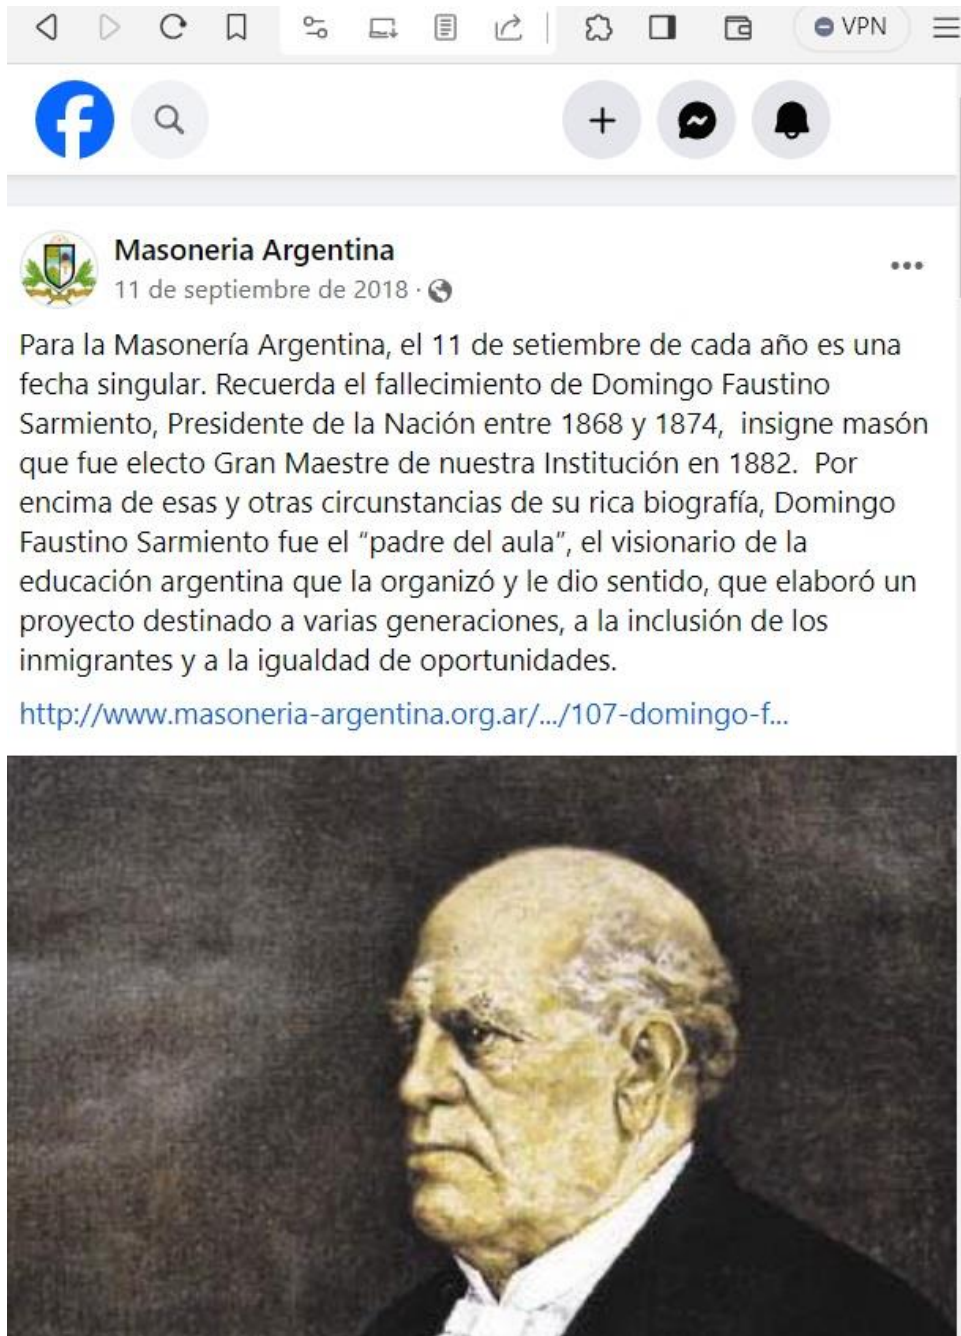 VPN
Masoneria Argentina
11 de septiembre de 2018 ·
Para la Masonería Argentina, el 11 de setiembre de cada año es una
fecha singular. Recuerda el fallecimiento de Domingo Faustino
Sarmiento, Presidente de la Nación entre 1868 y 1874,  insigne masón
que fue electo Gran Maestre de nuestra Institución en 1882.  Por
encima de esas y otras circunstancias de su rica biografía, Domingo
Faustino Sarmiento fue el “padre del aula”, el visionario de la
educación argentina que la organizó y le dio sentido, que elaboró un
proyecto destinado a varias generaciones, a la inclusión de los
inmigrantes y a la igualdad de oportunidades.
http://www.masoneria-argentina.org.ar/.../107-domingo-f...